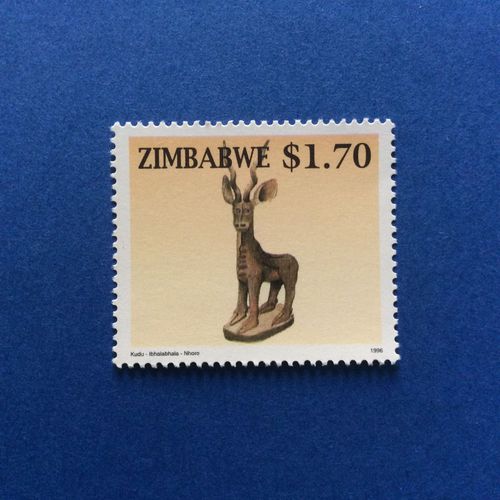 ZIMBABWE $1.70
Kudu - Ibhalabhala - Nhoro 1996